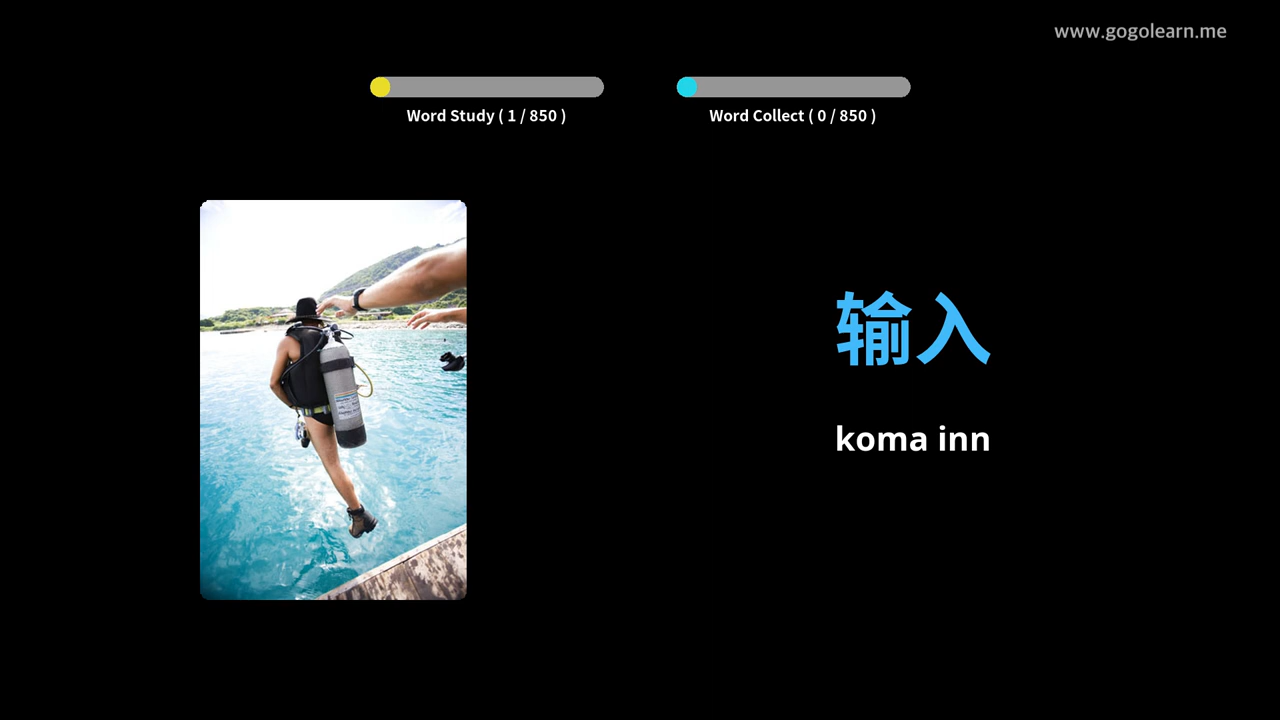 www.gogolearn.me
Word Study ( 1 / 850 )
Word Collect ( 0 / 850 )
输入
koma inn